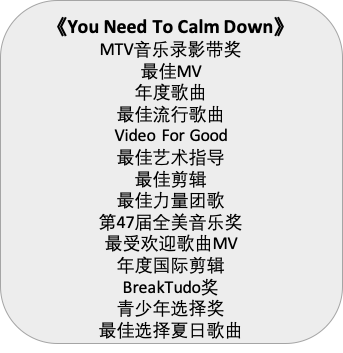 《You Need To Calm Down》
MTV音乐录影带奖
最佳MV
年度歌曲
最佳流行歌曲
Video For Good
最佳艺术指导
最佳剪辑
最佳力量团歌
第47届全美音乐奖
最受欢迎歌曲MV
年度国际剪辑
BreakTudo奖
青少年选择奖
最佳选择夏日歌曲